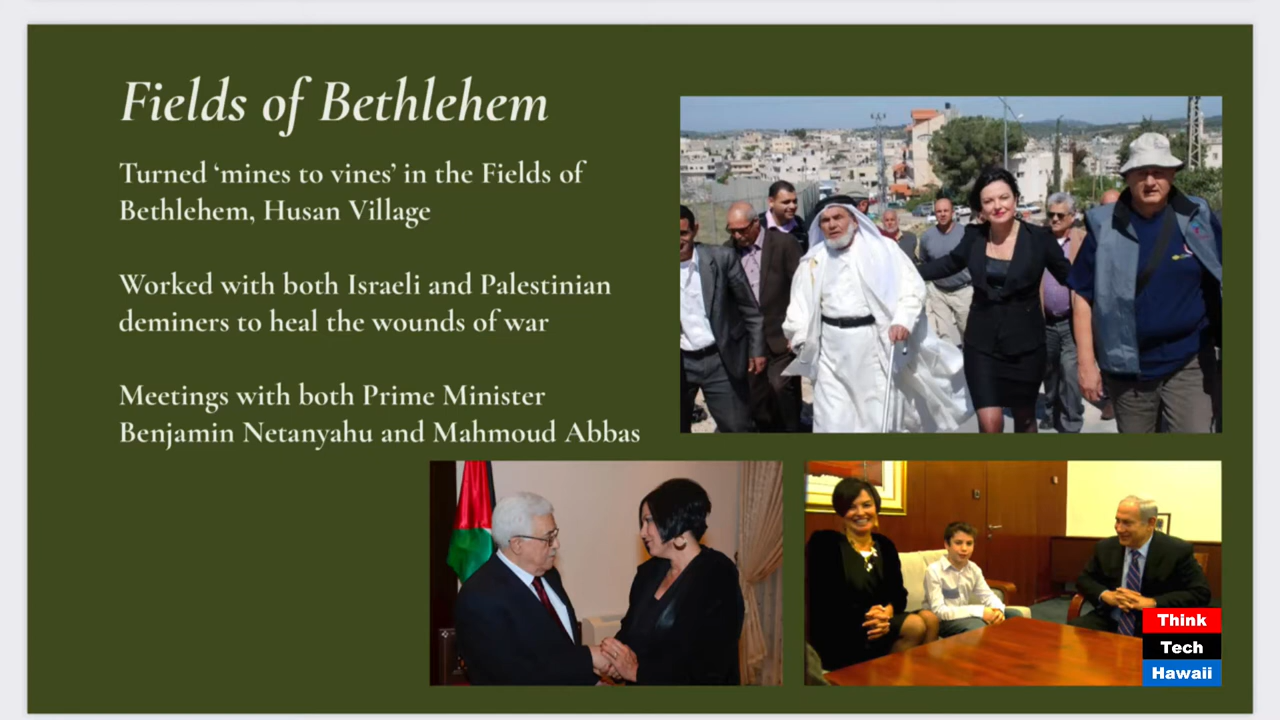 Fields of Bethlehem
Turned ‘mines to vines’ in the Fields of
Bethlehem, Husan Village
Worked with both Israeli and Palestinian
deminers to heal the wounds of war
Meetings with both Prime Minister
Benjamin Netanyahu and Mahmoud Abbas
Think
Tech
Hawaii